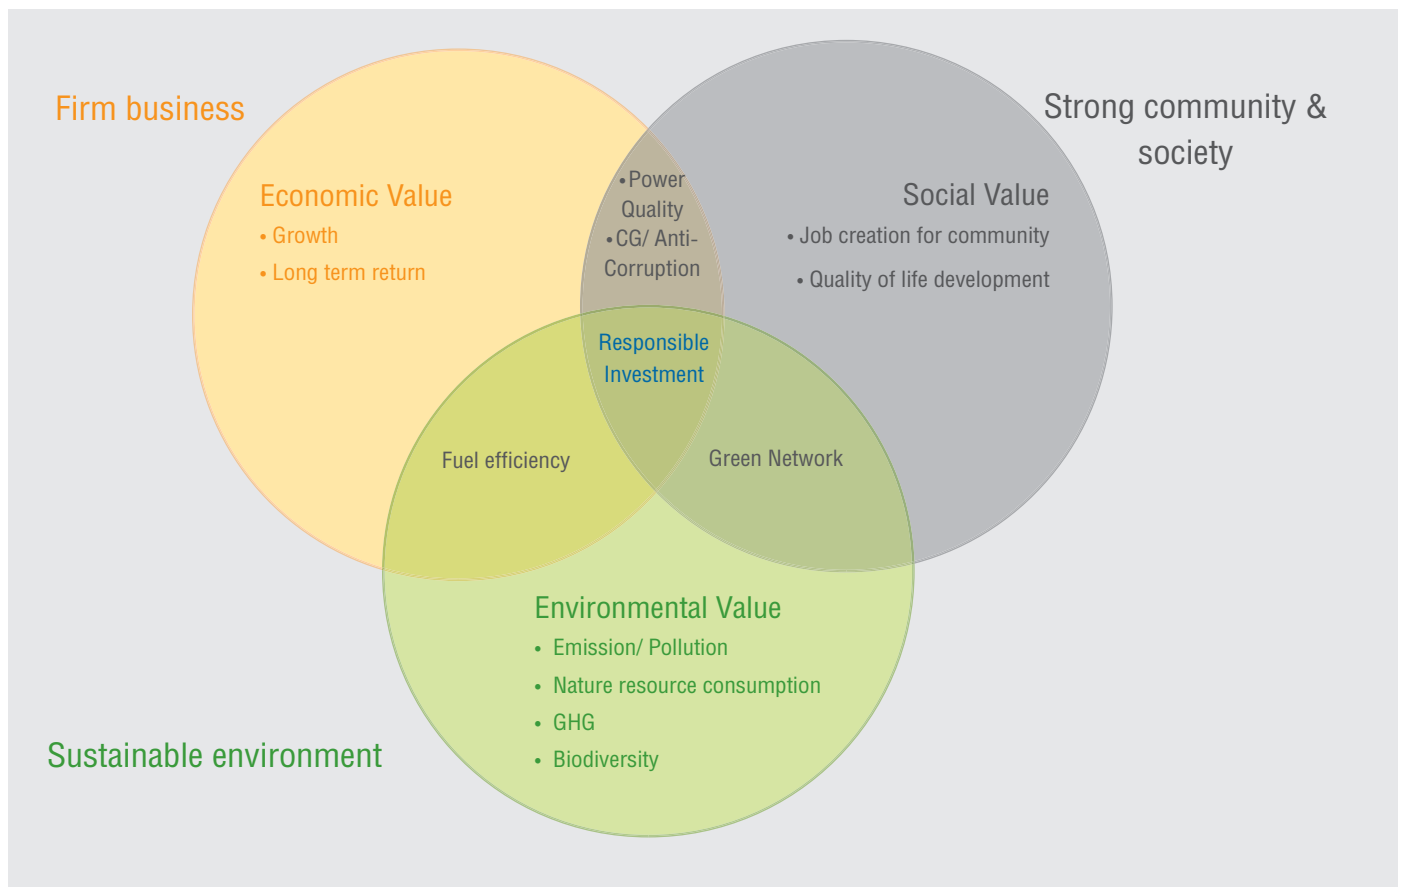 Firm business
Strong community &
society
Economic Value
• Growth
• Long term return
•Power
Quality
•CG/ Anti-
Corruption
Social Value
• Job creation for community
• Quality of life development
Responsible
Investment
Fuel efficiency
Green Network
Environmental Value
• Emission/ Pollution
• Nature resource consumption
• GHG
• Biodiversity
Sustainable environment